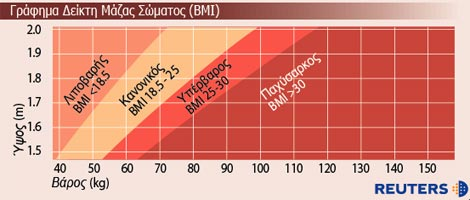 Γράφημα Δείκτη Μάζας Σώματος (BMI)
2.0
1.9
1.8
1.7
1.6
1.5
Ύψος (m)
Λιποβαρής
BMI <18.5
Κανονικός
BMI 18.5 - 25
Υπέρβαρος
BMI 25 -30
Παχύσαρκος
BMI >30
40 50 60 70 80 90 100 110 120 130 140 150
Βάρος (kg)
REUTERS